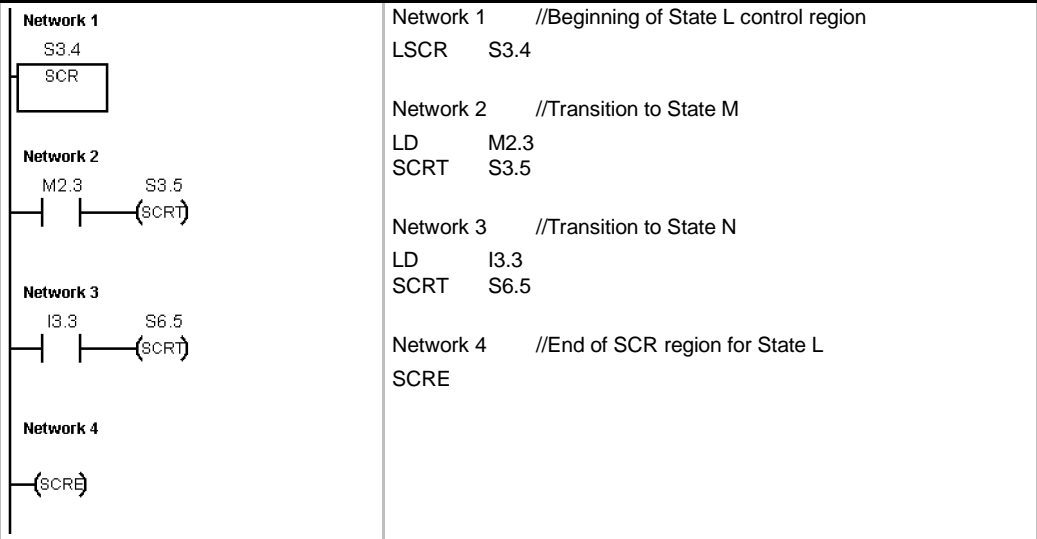 Network 1
S3.4
SCR
Network 2
M2.3 S3.5
(SCRT)
Network 3
I3.3 S6.5
(SCRT)
Network 4
(SCRE)
Network 1 //Beginning of State L control region
LSCR S3.4
Network 2 //Transition to State M
LD M2.3
SCRT S3.5
Network 3 //Transition to State N
LD I3.3
SCRT S6.5
Network 4 //End of SCR region for State L
SCRE